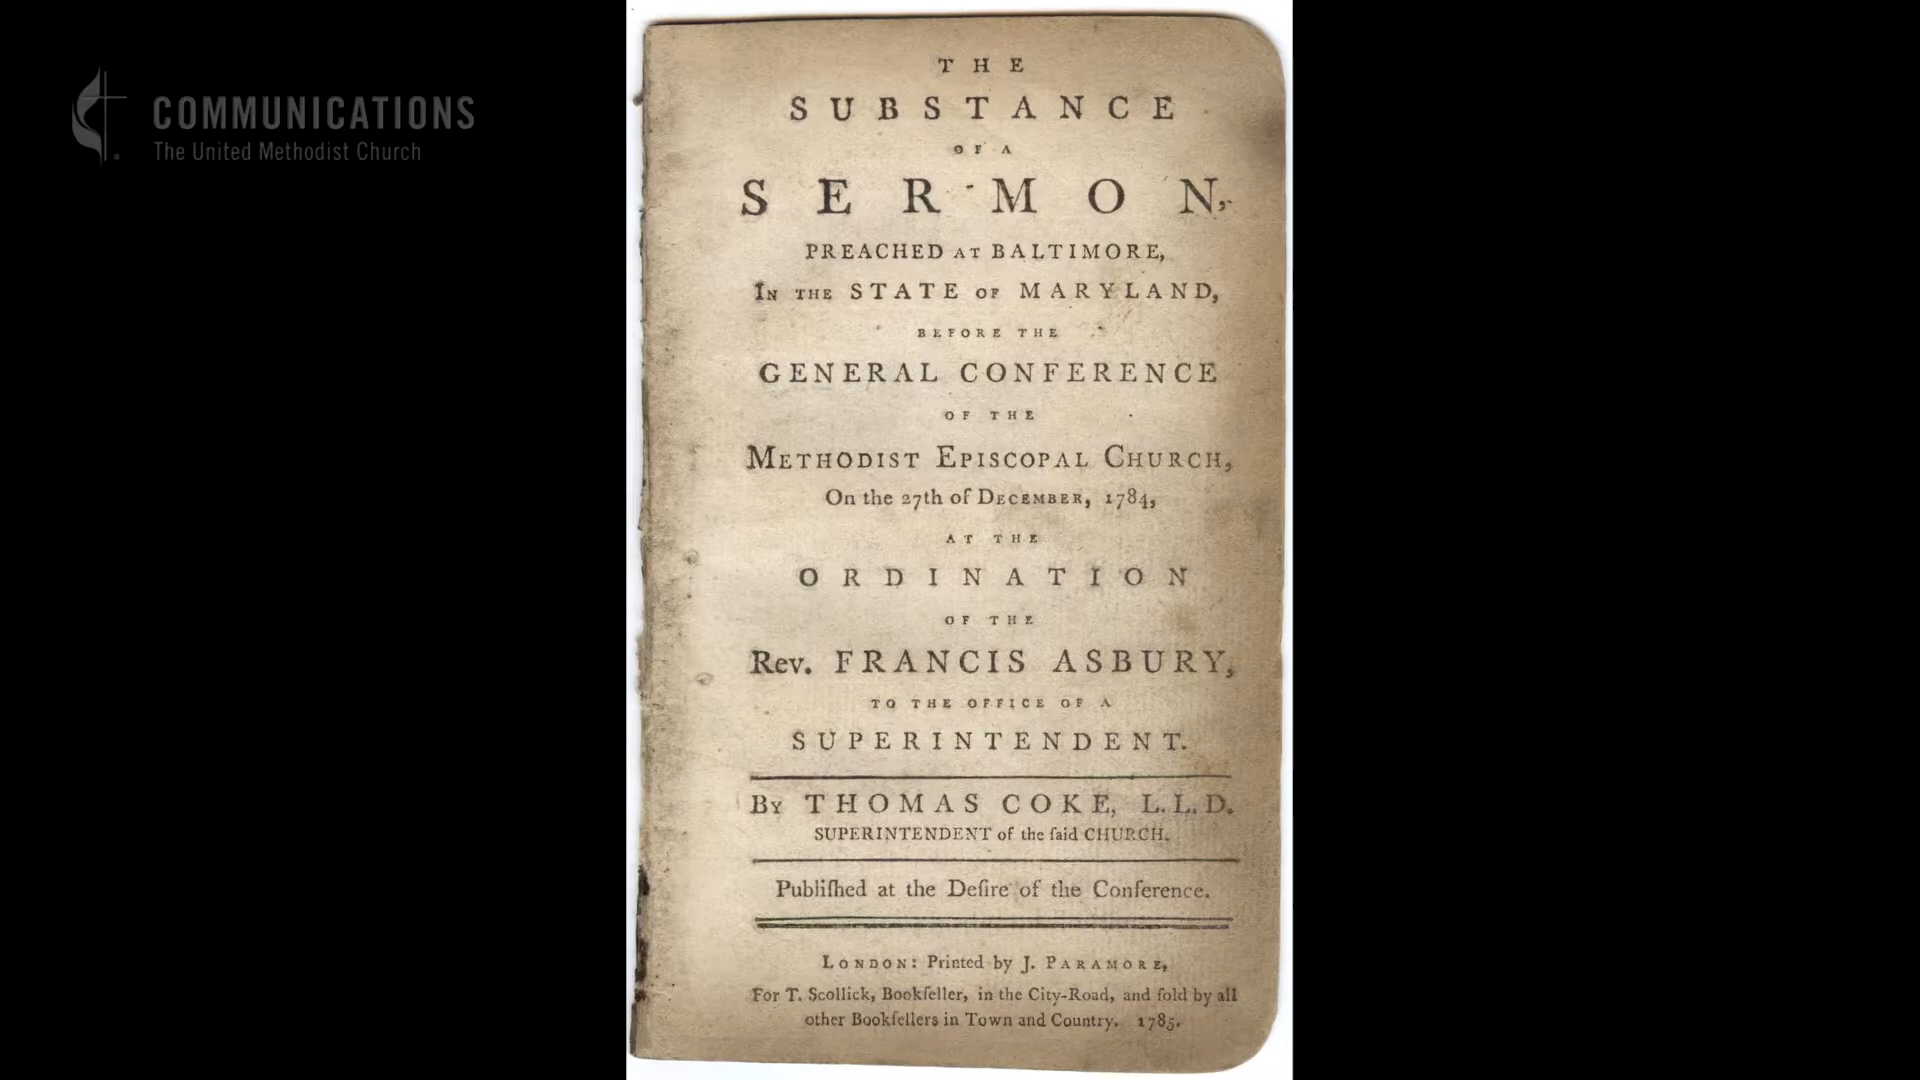 COMMUNICATIONS
The United Methodist Church
THE
SUBSTANCE
OF A
SERMON,
PREACHED AT BALTIMORE,
IN THE STATE OF MARYLAND,
BEFORE THE
GENERAL CONFERENCE
OF THE
METHODIST EPISCOPAL CHURCH,
On the 27th of DECEMBER, 1784,
AT THE
ORDINATION
OF THE
Rev. FRANCIS ASBURY,
TO THE OFFICE OF A
SUPERINTENDENT.
BY THOMAS COKE, L.L.D.
SUPERINTENDENT of the ſaid CHURCH.
Publiſhed at the Deſire of the Conference.
LONDON: Printed by J. PARAMORE,
For T. Scollick, Bookſeller, in the City-Road, and ſold by all
other Bookſellers in Town and Country. 1785.